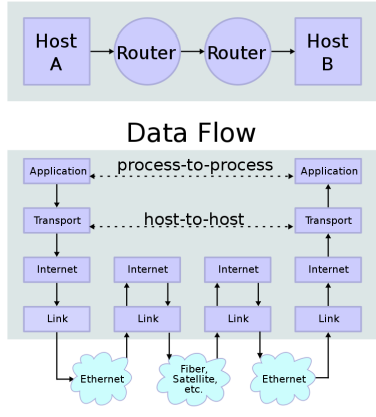 Host
A
Router
Router
Host
B
Data Flow
Application
process-to-process
Application
Transport
host-to-host
Transport
Internet
Internet
Internet
Internet
Link
Link
Link
Link
Ethernet
Fiber,
Satellite,
etc.
Ethernet